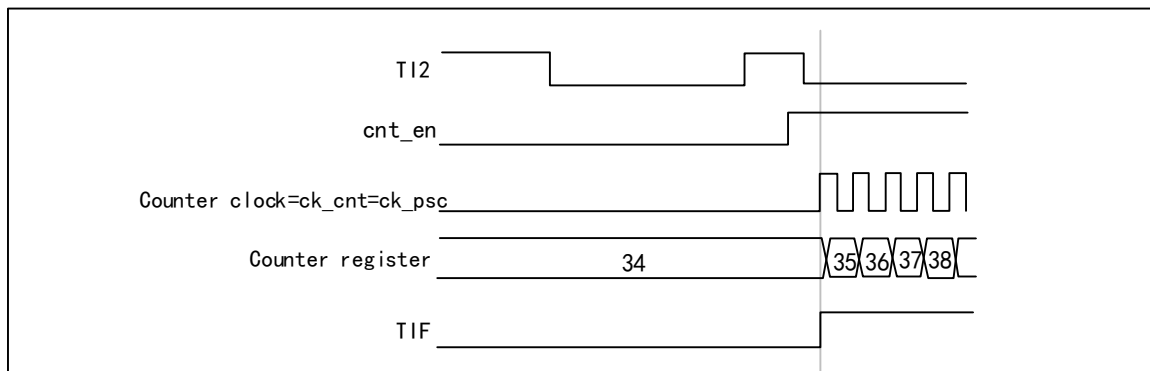 TI2
cnt_en
Counter clock=ck_cnt=ck_psc
Counter register 34 35 36 37 38
TIF